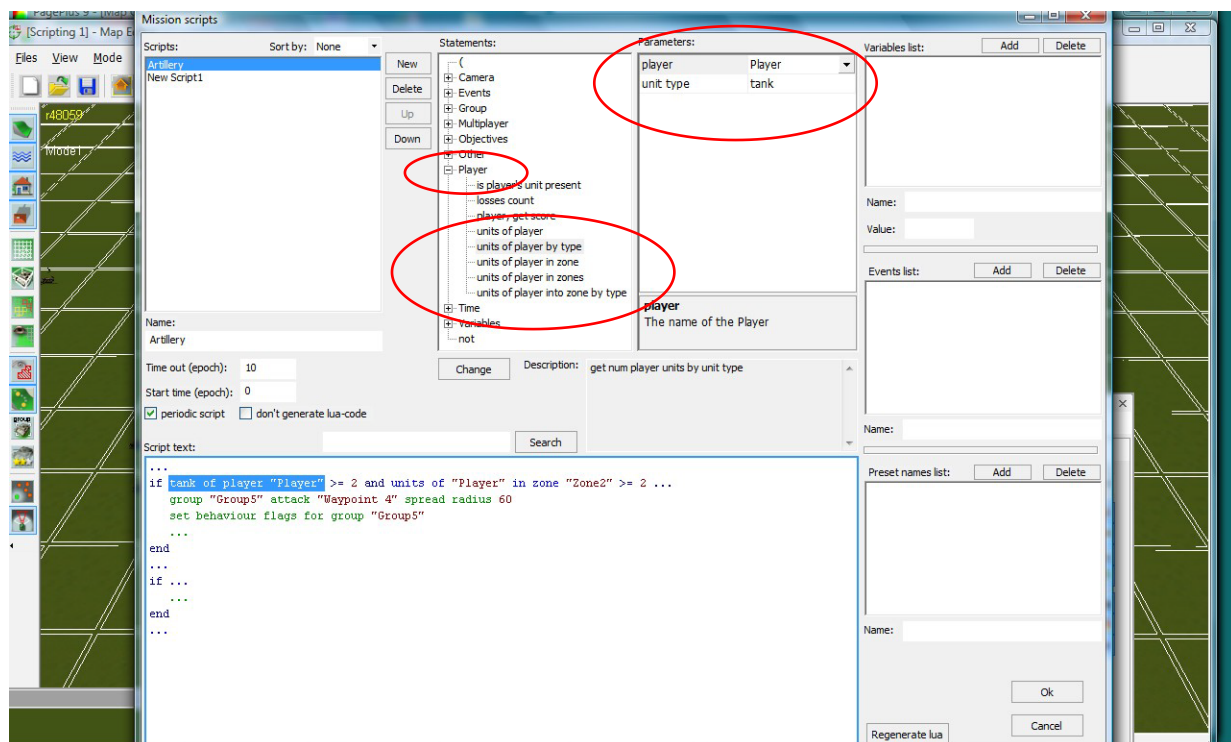 PagePlus 9 - [Map
[Scripting 1] - Map E
Files View Mode
r48059
Model
group
Mission scripts
Scripts: Sort by: None
Artillery
New Script1
New
Delete
Up
Down
Name:
Artillery
Time out (epoch): 10
Start time (epoch): 0
periodic script don't generate lua-code
Statements:
(
Camera
Events
Group
Multiplayer
Objectives
Other
Player
is player's unit present
losses count
player, get score
units of player
units of player by type
units of player in zone
units of player in zones
units of player into zone by type
Time
Variables
not
Parameters:
player Player
unit type tank
player
The name of the Player
Change Description: get num player units by unit type
Search
Script text:
...
if tank of player "Player" >= 2 and units of "Player" in zone "Zone2" >= 2 ...
group "Group5" attack "Waypoint 4" spread radius 60
set behaviour flags for group "Group5"
...
end
...
if ...
...
end
...
Variables list: Add Delete
Name:
Value:
Events list: Add Delete
Name:
Preset names list: Add Delete
Name:
Ok
Cancel
Regenerate lua